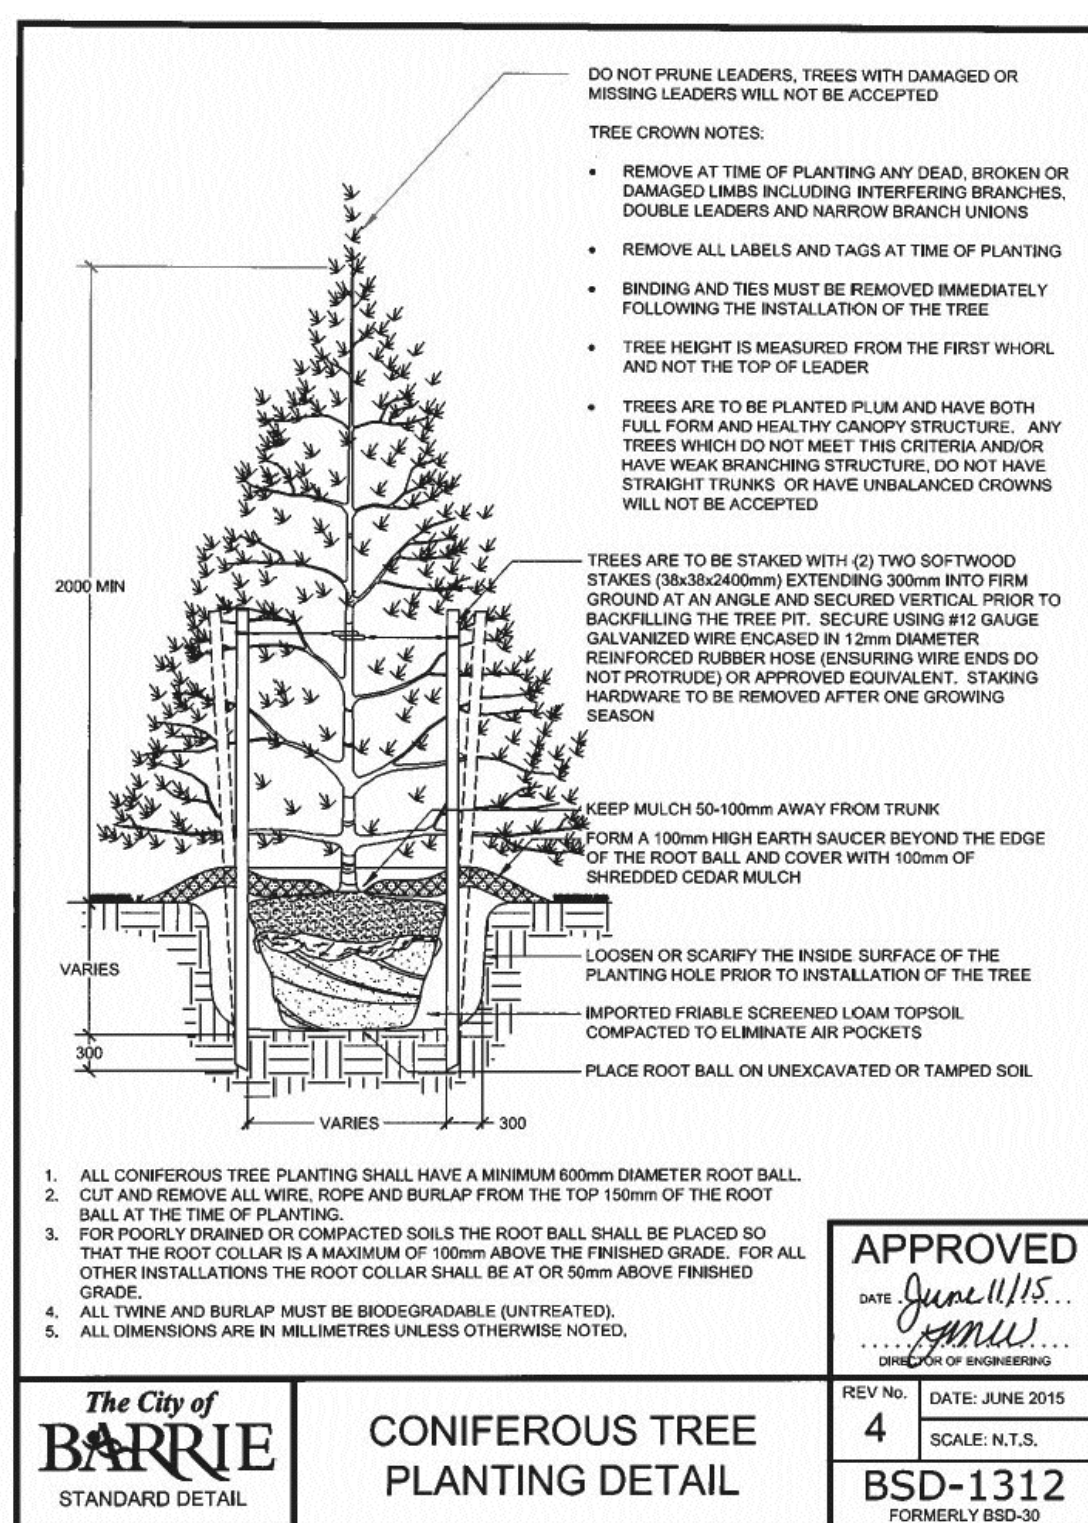 DO NOT PRUNE LEADERS, TREES WITH DAMAGED OR
MISSING LEADERS WILL NOT BE ACCEPTED
TREE CROWN NOTES:
• REMOVE AT TIME OF PLANTING ANY DEAD, BROKEN OR
DAMAGED LIMBS INCLUDING INTERFERING BRANCHES,
DOUBLE LEADERS AND NARROW BRANCH UNIONS
• REMOVE ALL LABELS AND TAGS AT TIME OF PLANTING
• BINDING AND TIES MUST BE REMOVED IMMEDIATELY
FOLLOWING THE INSTALLATION OF THE TREE
• TREE HEIGHT IS MEASURED FROM THE FIRST WHORL
AND NOT THE TOP OF LEADER
• TREES ARE TO BE PLANTED PLUM AND HAVE BOTH
FULL FORM AND HEALTHY CANOPY STRUCTURE. ANY
TREES WHICH DO NOT MEET THIS CRITERIA AND/OR
HAVE WEAK BRANCHING STRUCTURE, DO NOT HAVE
STRAIGHT TRUNKS OR HAVE UNBALANCED CROWNS
WILL NOT BE ACCEPTED
TREES ARE TO BE STAKED WITH (2) TWO SOFTWOOD
STAKES (38x38x2400mm) EXTENDING 300mm INTO FIRM
GROUND AT AN ANGLE AND SECURED VERTICAL PRIOR TO
BACKFILLING THE TREE PIT. SECURE USING #12 GAUGE
GALVANIZED WIRE ENCASED IN 12mm DIAMETER
REINFORCED RUBBER HOSE (ENSURING WIRE ENDS DO
NOT PROTRUDE) OR APPROVED EQUIVALENT. STAKING
HARDWARE TO BE REMOVED AFTER ONE GROWING
SEASON
2000 MIN
KEEP MULCH 50-100mm AWAY FROM TRUNK
FORM A 100mm HIGH EARTH SAUCER BEYOND THE EDGE
OF THE ROOT BALL AND COVER WITH 100mm OF
SHREDDED CEDAR MULCH
VARIES
LOOSEN OR SCARIFY THE INSIDE SURFACE OF THE
PLANTING HOLE PRIOR TO INSTALLATION OF THE TREE
IMPORTED FRIABLE SCREENED LOAM TOPSOIL
COMPACTED TO ELIMINATE AIR POCKETS
300
PLACE ROOT BALL ON UNEXCAVATED OR TAMPED SOIL
VARIES
300
1. ALL CONIFEROUS TREE PLANTING SHALL HAVE A MINIMUM 600mm DIAMETER ROOT BALL.
2. CUT AND REMOVE ALL WIRE, ROPE AND BURLAP FROM THE TOP 150mm OF THE ROOT
BALL AT THE TIME OF PLANTING.
3. FOR POORLY DRAINED OR COMPACTED SOILS THE ROOT BALL SHALL BE PLACED SO
THAT THE ROOT COLLAR IS A MAXIMUM OF 100mm ABOVE THE FINISHED GRADE. FOR ALL
OTHER INSTALLATIONS THE ROOT COLLAR SHALL BE AT OR 50mm ABOVE FINISHED
GRADE.
4. ALL TWINE AND BURLAP MUST BE BIODEGRADABLE (UNTREATED).
5. ALL DIMENSIONS ARE IN MILLIMETRES UNLESS OTHERWISE NOTED.
APPROVED
DATE June 11/15
DIRECTOR OF ENGINEERING
The City of
BARRIE
STANDARD DETAIL
CONIFEROUS TREE
PLANTING DETAIL
REV No.
4
DATE: JUNE 2015
SCALE: N.T.S.
BSD-1312
FORMERLY BSD-30